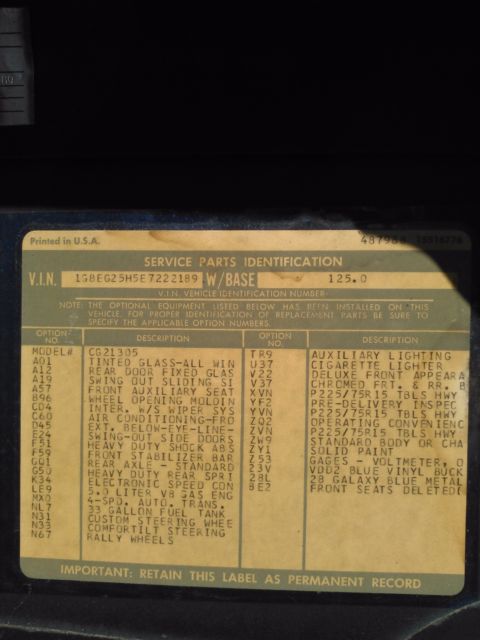 Printed in U.S.A. 487988 15516776
SERVICE PARTS IDENTIFICATION
V.I.N. 1G8EG25H5E7222189 W/BASE 125.0
V.I.N. VEHICLE IDENTIFICATION NUMBER
NOTE: THE OPTIONAL EQUIPMENT LISTED BELOW HAS BEEN INSTALLED ON THIS
VEHICLE. FOR PROPER IDENTIFICATION OF REPLACEMENT PARTS BE SURE TO
SPECIFY THE APPLICABLE OPTION NUMBERS.
OPTION NO. DESCRIPTION OPTION NO. DESCRIPTION
MODEL# CG21305
A01 TINTED GLASS-ALL WIN
A12 REAR DOOR FIXED GLAS
A19 SWING OUT SLIDING SI
A57 FRONT AUXILIARY SEAT
B96 WHEEL OPENING MOLDIN
CD4 INTER. W/S WIPER SYS
C60 AIR CONDITIONING-FRO
D45 EXT. BELOW-EYE-LINE-
E24 SWING-OUT SIDE DOORS
F51 HEAVY DUTY SHOCK ABS
F59 FRONT STABILIZER BAR
GQ1 REAR AXLE - STANDARD
G50 HEAVY DUTY REAR SPRI
K34 ELECTRONIC SPEED CON
LE9 5.0 LITER V8 GAS ENG
MX0 4-SPD. AUTO. TRANS.
NL7 33 GALLON FUEL TANK
N31 CUSTOM STEERING WHEE
N33 COMFORTILT STEERING
N67 RALLY WHEELS
TR9 AUXILIARY LIGHTING
U37 CIGARETTE LIGHTER
V22 DELUXE FRONT APPEARA
V37 CHROMED FRT. & RR. B
XVN P225/75R15 TBLS HWY
YF2 PRE-DELIVERY INSPEC
YVN P225/75R15 TBLS HWY
ZQ2 OPERATING CONVENIENC
ZVN P225/75R15 TBLS HWY
ZW9 STANDARD BODY OR CHA
ZY1 SOLID PAINT
Z53 GAGES - VOLTMETER, O
23V VDD2 BLUE VINYL BUCK
28L 28 GALAXY BLUE METAL
8E2 FRONT SEATS DELETED(
IMPORTANT: RETAIN THIS LABEL AS PERMANENT RECORD